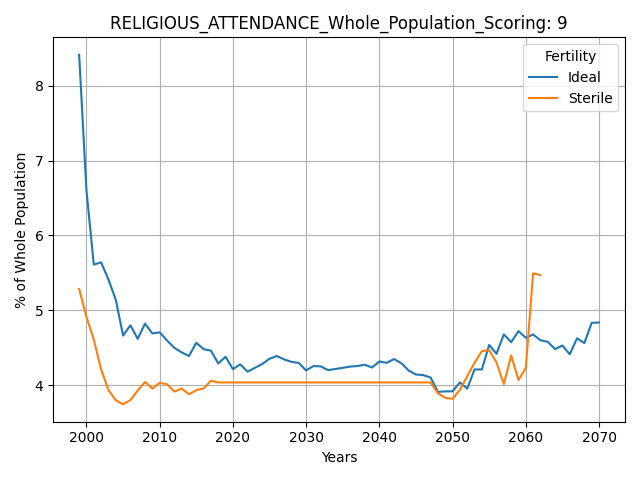 RELIGIOUS_ATTENDANCE_Whole_Population_Scoring: 9
Fertility
Ideal
Sterile
% of Whole Population
8
7
6
5
4
2000 2010 2020 2030 2040 2050 2060 2070
Years